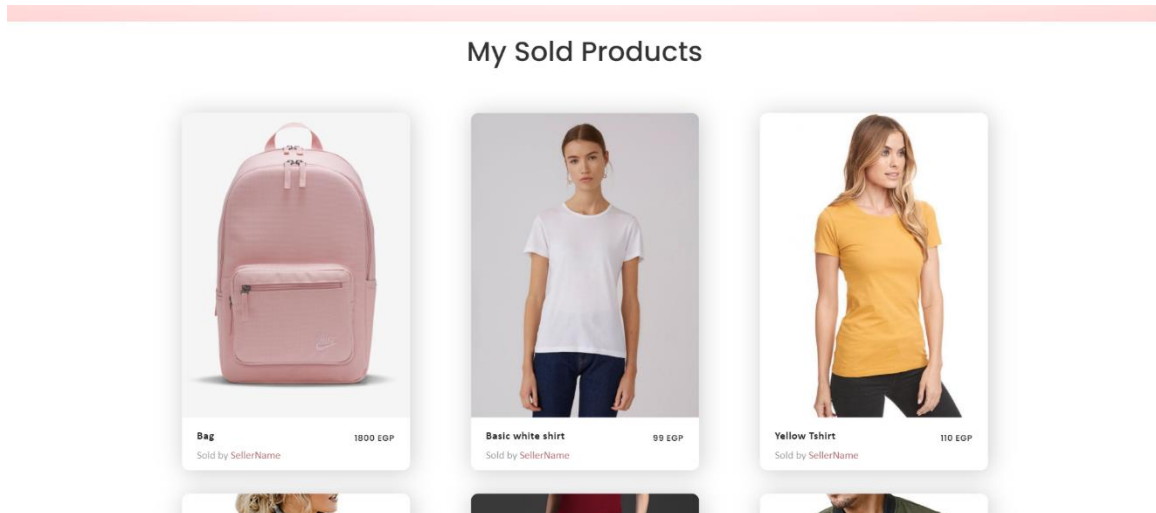 My Sold Products
Bag
1800 EGP
Sold by SellerName
Basic white shirt
99 EGP
Sold by SellerName
Yellow Tshirt
110 EGP
Sold by SellerName